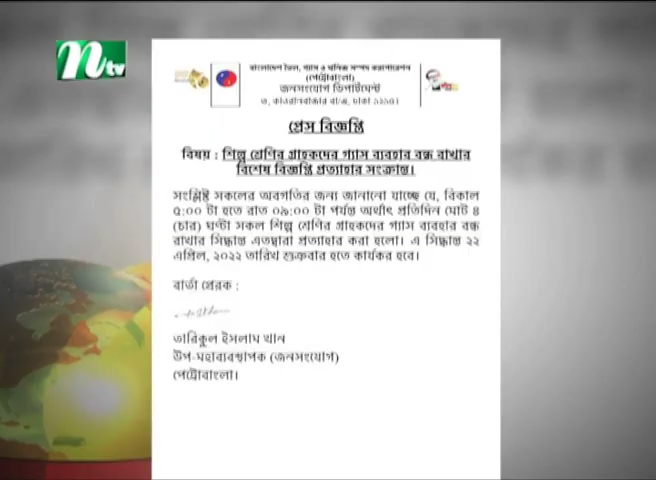 ntv
বাংলাদেশ তৈল, গ্যাস ও খনিজ সম্পদ করপোরেশন
(পেট্রোবাংলা)
জনসংযোগ ডিপার্টমেন্ট
৩, কাওরানবাজার বা/এ, ঢাকা ১২১৫।
প্রেস বিজ্ঞপ্তি
বিষয় : শিল্প শ্রেণির গ্রাহকদের গ্যাস ব্যবহার বন্ধ রাখার
বিশেষ বিজ্ঞপ্তি প্রত্যাহার সংক্রান্ত।
সংশ্লিষ্ট সকলের অবগতির জন্য জানানো যাচ্ছে যে, বিকাল
৫:০০ টা হতে রাত ০৯:০০ টা পর্যন্ত অর্থাৎ প্রতিদিন মোট ৪
(চার) ঘণ্টা সকল শিল্প শ্রেণির গ্রাহকদের গ্যাস ব্যবহার বন্ধ
রাখার সিদ্ধান্ত এতদ্বারা প্রত্যাহার করা হলো। এ সিদ্ধান্ত ২২
এপ্রিল, ২০২২ তারিখ শুক্রবার হতে কার্যকর হবে।
বার্তা প্রেরক :
তারিকুল ইসলাম খান
উপ-মহাব্যবস্থাপক (জনসংযোগ)
পেট্রোবাংলা।